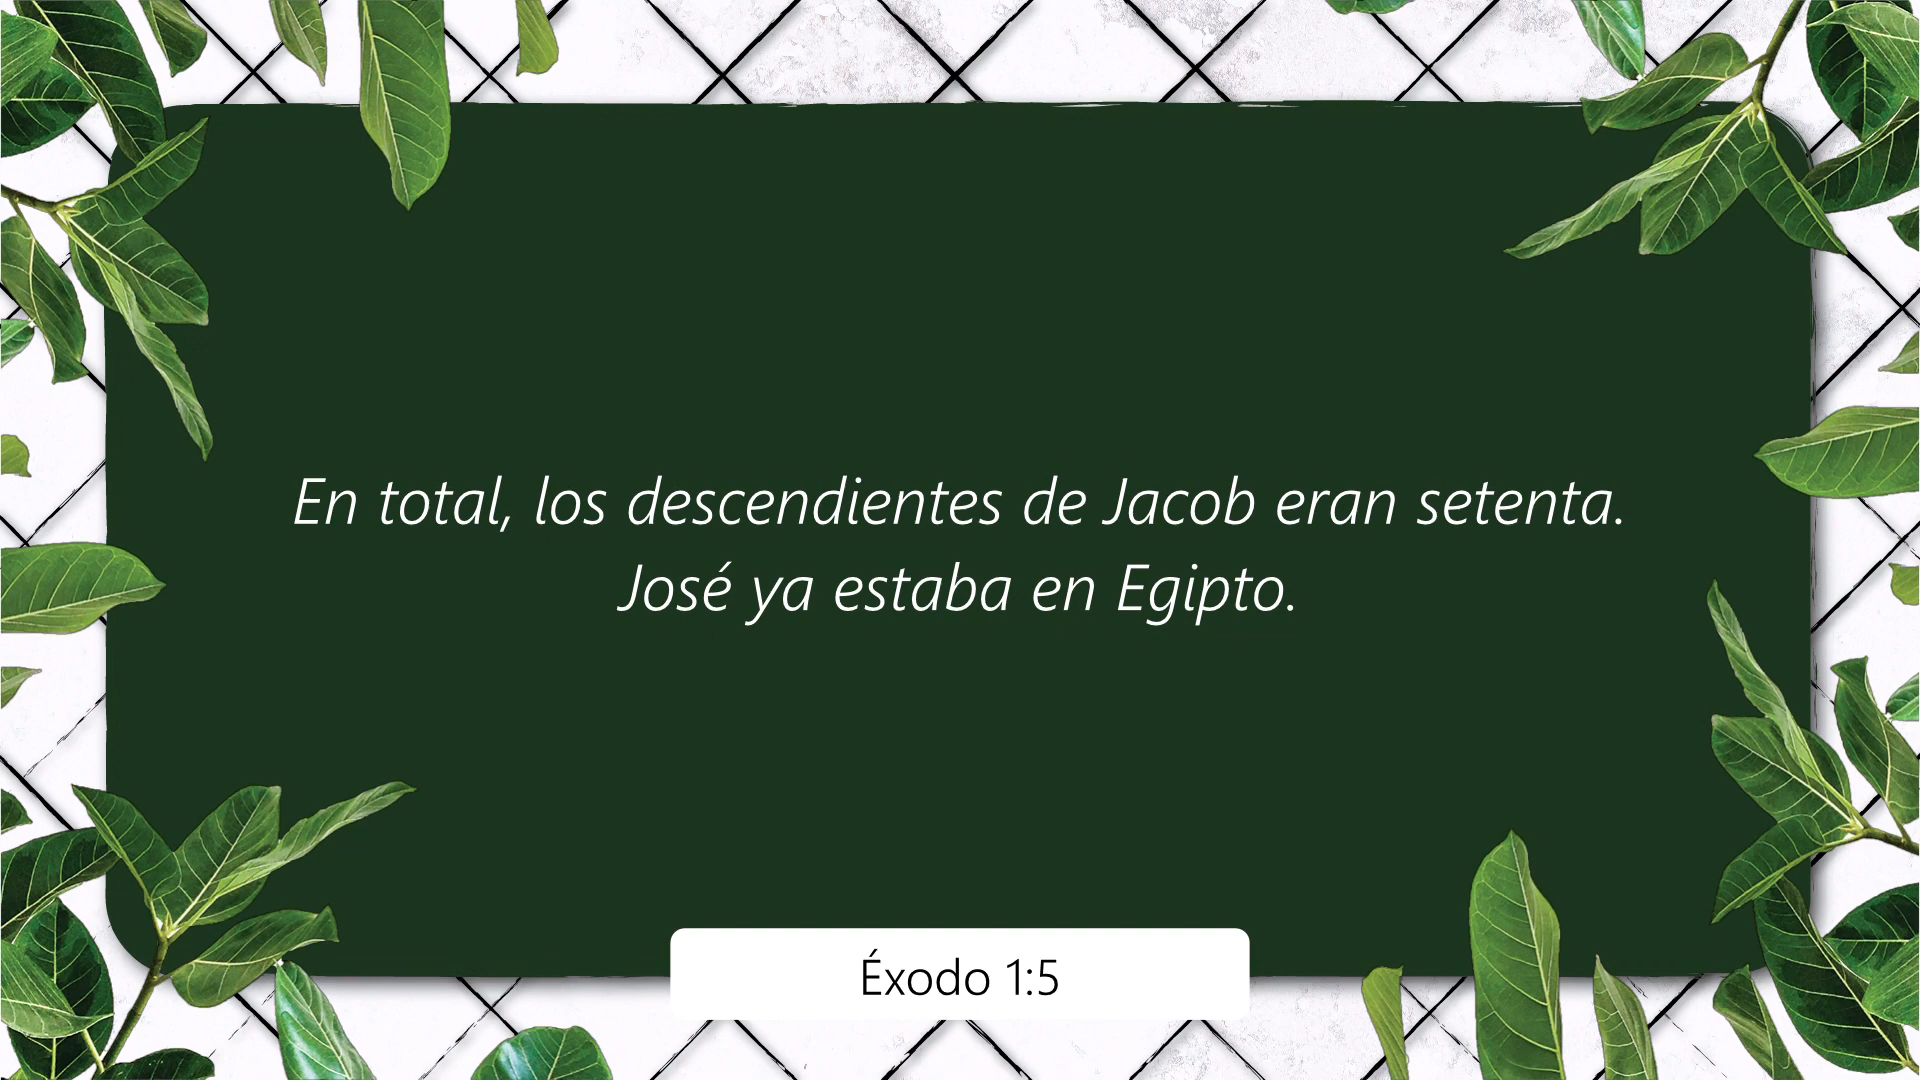 En total, los descendientes de Jacob eran setenta.
José ya estaba en Egipto.
Éxodo 1:5